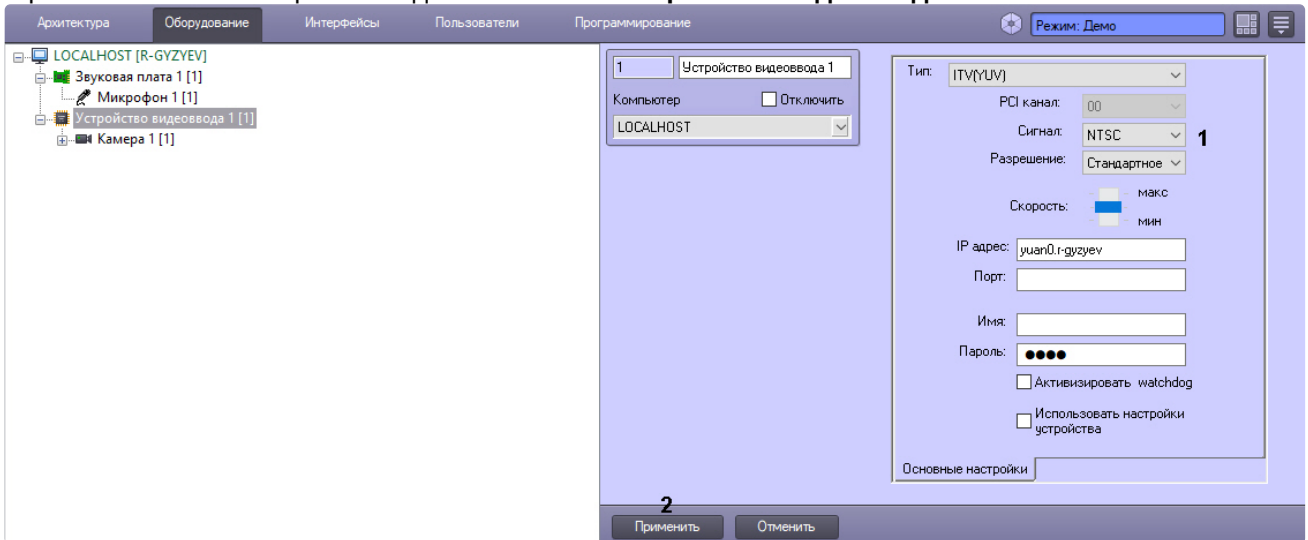 Архитектура Оборудование Интерфейсы Пользователи Программирование Режим: Демо
LOCALHOST [R-GYZYEV]
Звуковая плата 1 [1]
Микрофон 1 [1]
Устройство видеоввода 1 [1]
Камера 1 [1]
1 Устройство видеоввода 1
Компьютер Отключить
LOCALHOST
Тип: ITV(YUV)
PCI канал: 00
Сигнал: NTSC 1
Разрешение: Стандартное
макс
Скорость:
мин
IP адрес: yuan0.r-gyzyev
Порт:
Имя:
Пароль: ●●●●
Активизировать watchdog
Использовать настройки
устройства
Основные настройки
2
Применить Отменить